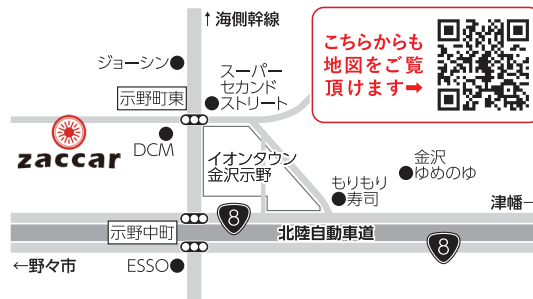 ↑海側幹線
こちらからも
地図をご覧
頂けます➡
ジョーシン
スーパー
セカンド
ストリート
示野町東
zaccar
DCM
イオンタウン
金沢示野
金沢
ゆめのゆ
もりもり
寿司
津幡→
8
示野中町
北陸自動車道
8
←野々市
ESSO